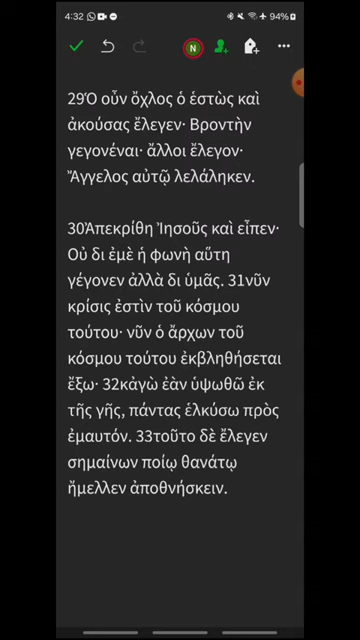 4:32
94%
N
29Ὁ οὖν ὄχλος ὁ ἑστὼς καὶ
ἀκούσας ἔλεγεν· Βροντὴν
γεγονέναι· ἄλλοι ἔλεγον·
Ἄγγελος αὐτῷ λελάληκεν.
30Ἀπεκρίθη Ἰησοῦς καὶ εἶπεν·
Οὐ δι ἐμὲ ἡ φωνὴ αὕτη
γέγονεν ἀλλὰ δι ὑμᾶς. 31νῦν
κρίσις ἐστὶν τοῦ κόσμου
τούτου· νῦν ὁ ἄρχων τοῦ
κόσμου τούτου ἐκβληθήσεται
ἔξω· 32κἀγὼ ἐὰν ὑψωθῶ ἐκ
τῆς γῆς, πάντας ἑλκύσω πρὸς
ἐμαυτόν. 33τοῦτο δὲ ἔλεγεν
σημαίνων ποίῳ θανάτῳ
ἤμελλεν ἀποθνῄσκειν.